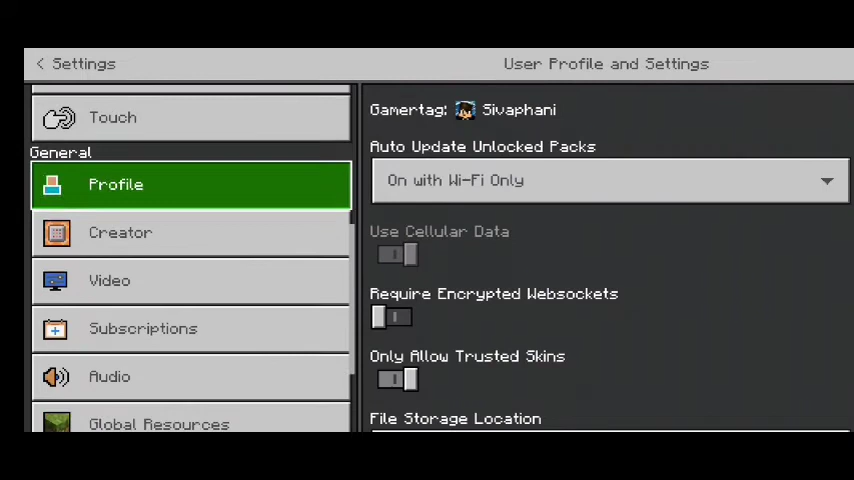 Settings
User Profile and Settings
Touch
General
Profile
Creator
Video
Subscriptions
Audio
Global Resources
Gamertag: Sivaphani
Auto Update Unlocked Packs
On with Wi-Fi Only
Use Cellular Data
Require Encrypted Websockets
Only Allow Trusted Skins
File Storage Location